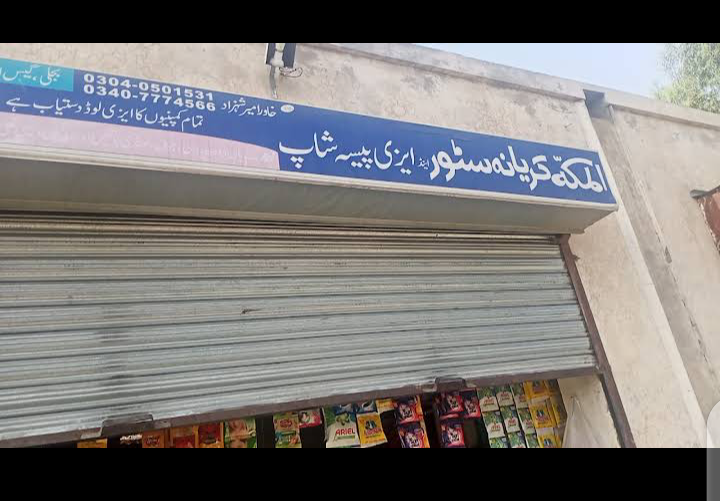 المکہ کریانہ سٹور اینڈ ایزی پیسہ شاپ
خاور امیر شہزاد
0304-0501531
0340-7774566
تمام کمپنیوں کا ایزی لوڈ دستیاب ہے
بجلی، گیس
ARIEL